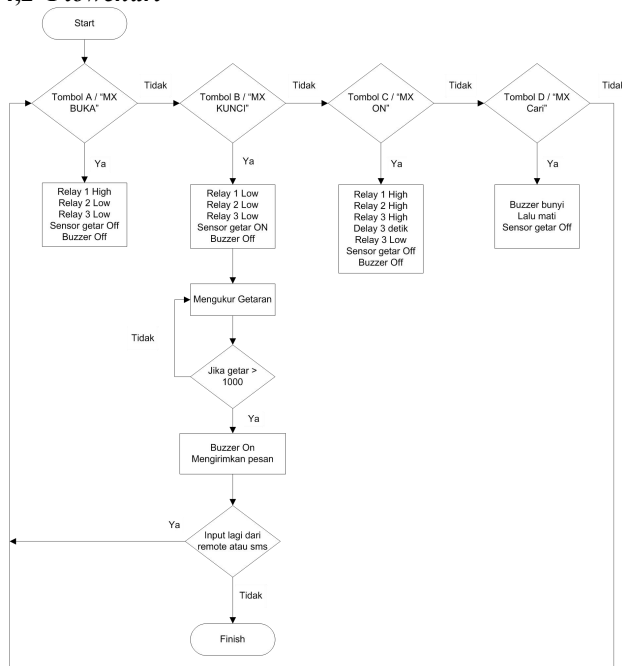 Start
Tombol A / “MX
BUKA”
Tidak
Tombol B / “MX
KUNCI”
Tidak
Tombol C / “MX
ON”
Tidak
Tombol D / “MX
Cari”
Tidak
Ya
Ya
Ya
Ya
Relay 1 High
Relay 2 Low
Relay 3 Low
Sensor getar Off
Buzzer Off
Relay 1 Low
Relay 2 Low
Relay 3 Low
Sensor getar ON
Buzzer Off
Relay 1 High
Relay 2 High
Relay 3 High
Delay 3 detik
Relay 3 Low
Sensor getar Off
Buzzer Off
Buzzer bunyi
Lalu mati
Sensor getar Off
Mengukur Getaran
Tidak
Jika getar >
1000
Ya
Buzzer On
Mengirimkan pesan
Ya
Input lagi dari
remote atau sms
Tidak
Finish